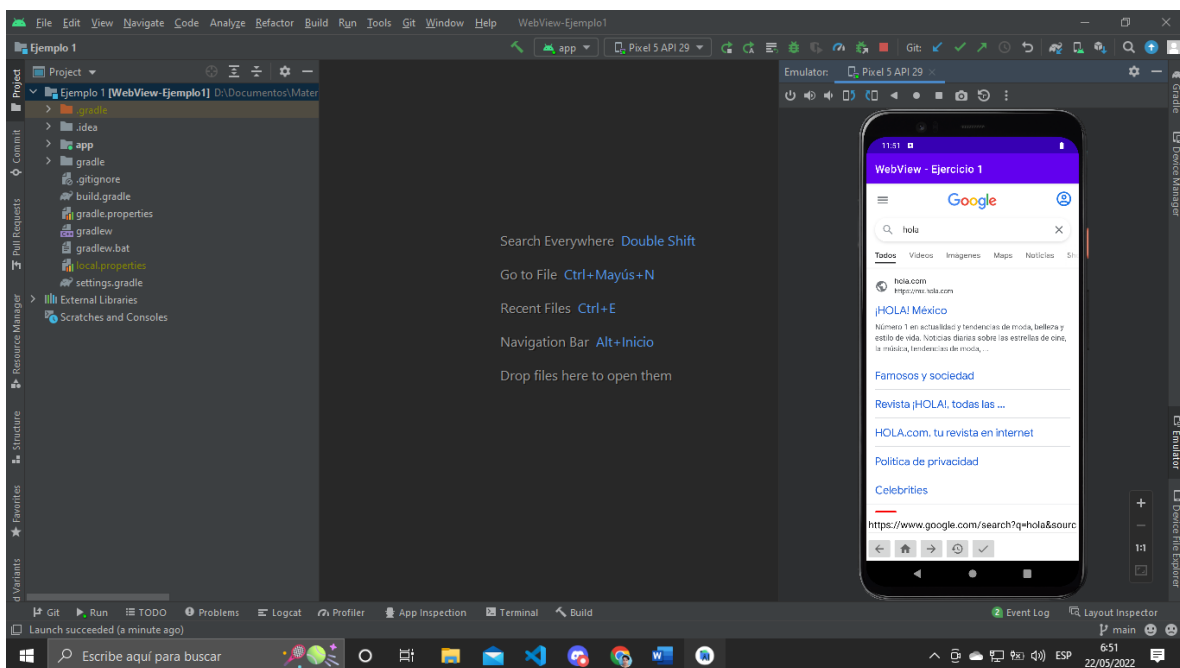 File Edit View Navigate Code Analyze Refactor Build Run Tools Git Window Help WebView-Ejemplo1
Ejemplo 1 app Pixel 5 API 29 Git:
Project
Emulator: Pixel 5 API 29
Ejemplo 1 [WebView-Ejemplo1] D:\Documentos\Mater
.gradle
.idea
app
gradle
.gitignore
build.gradle
gradle.properties
gradlew
gradlew.bat
local.properties
settings.gradle
External Libraries
Scratches and Consoles
Project
Commit
Pull Requests
Resource Manager
Structure
Favorites
d Variants
Search Everywhere Double Shift
Go to File Ctrl+Mayús+N
Recent Files Ctrl+E
Navigation Bar Alt+Inicio
Drop files here to open them
11:51
WebView - Ejercicio 1
Google
hola
Todos Videos Imágenes Maps Noticias Sh
hola.com
https://mx.hola.com
¡HOLA! México
Número 1 en actualidad y tendencias de moda, belleza y
estilo de vida. Noticias diarias sobre las estrellas de cine,
la música, tendencias de moda, ...
Famosos y sociedad
Revista ¡HOLA!, todas las ...
HOLA.com, tu revista en internet
Política de privacidad
Celebrities
https://www.google.com/search?q=hola&sourc
1:1
Gradle
Device Manager
Emulator
Device File Explorer
Git Run TODO Problems Logcat Profiler App Inspection Terminal Build 2 Event Log Layout Inspector
Launch succeeded (a minute ago) main
Escribe aquí para buscar ESP
6:51
22/05/2022